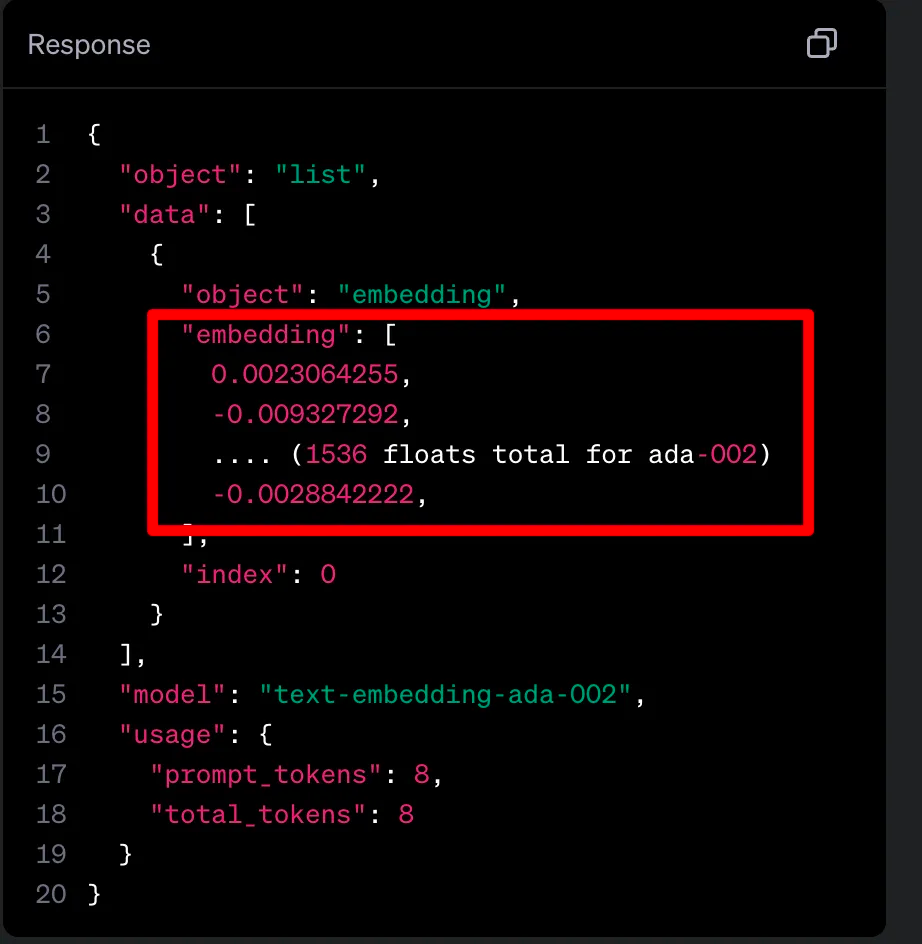 Response
1 {
2 "object": "list",
3 "data": [
4 {
5 "object": "embedding",
6 "embedding": [
7 0.0023064255,
8 -0.009327292,
9 .... (1536 floats total for ada-002)
10 -0.0028842222,
11 ],
12 "index": 0
13 }
14 ],
15 "model": "text-embedding-ada-002",
16 "usage": {
17 "prompt_tokens": 8,
18 "total_tokens": 8
19 }
20 }